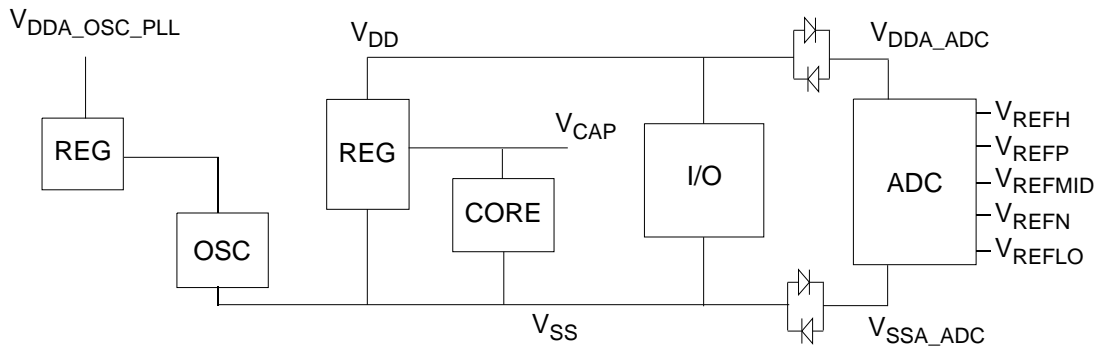 VDDA_OSC_PLL
VDD
VDDA_ADC
REG
REG
VCAP
CORE
I/O
ADC
VREFH
VREFP
VREFMID
VREFN
VREFLO
OSC
VSS
VSSA_ADC